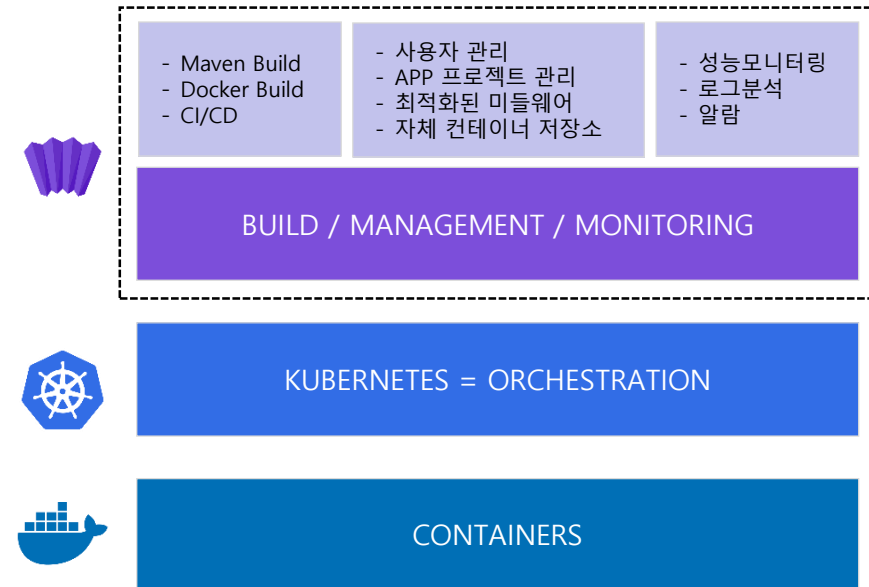 - Maven Build
- Docker Build
- CI/CD
- 사용자 관리
- APP 프로젝트 관리
- 최적화된 미들웨어
- 자체 컨테이너 저장소
- 성능모니터링
- 로그분석
- 알람
BUILD / MANAGEMENT / MONITORING
KUBERNETES = ORCHESTRATION
CONTAINERS